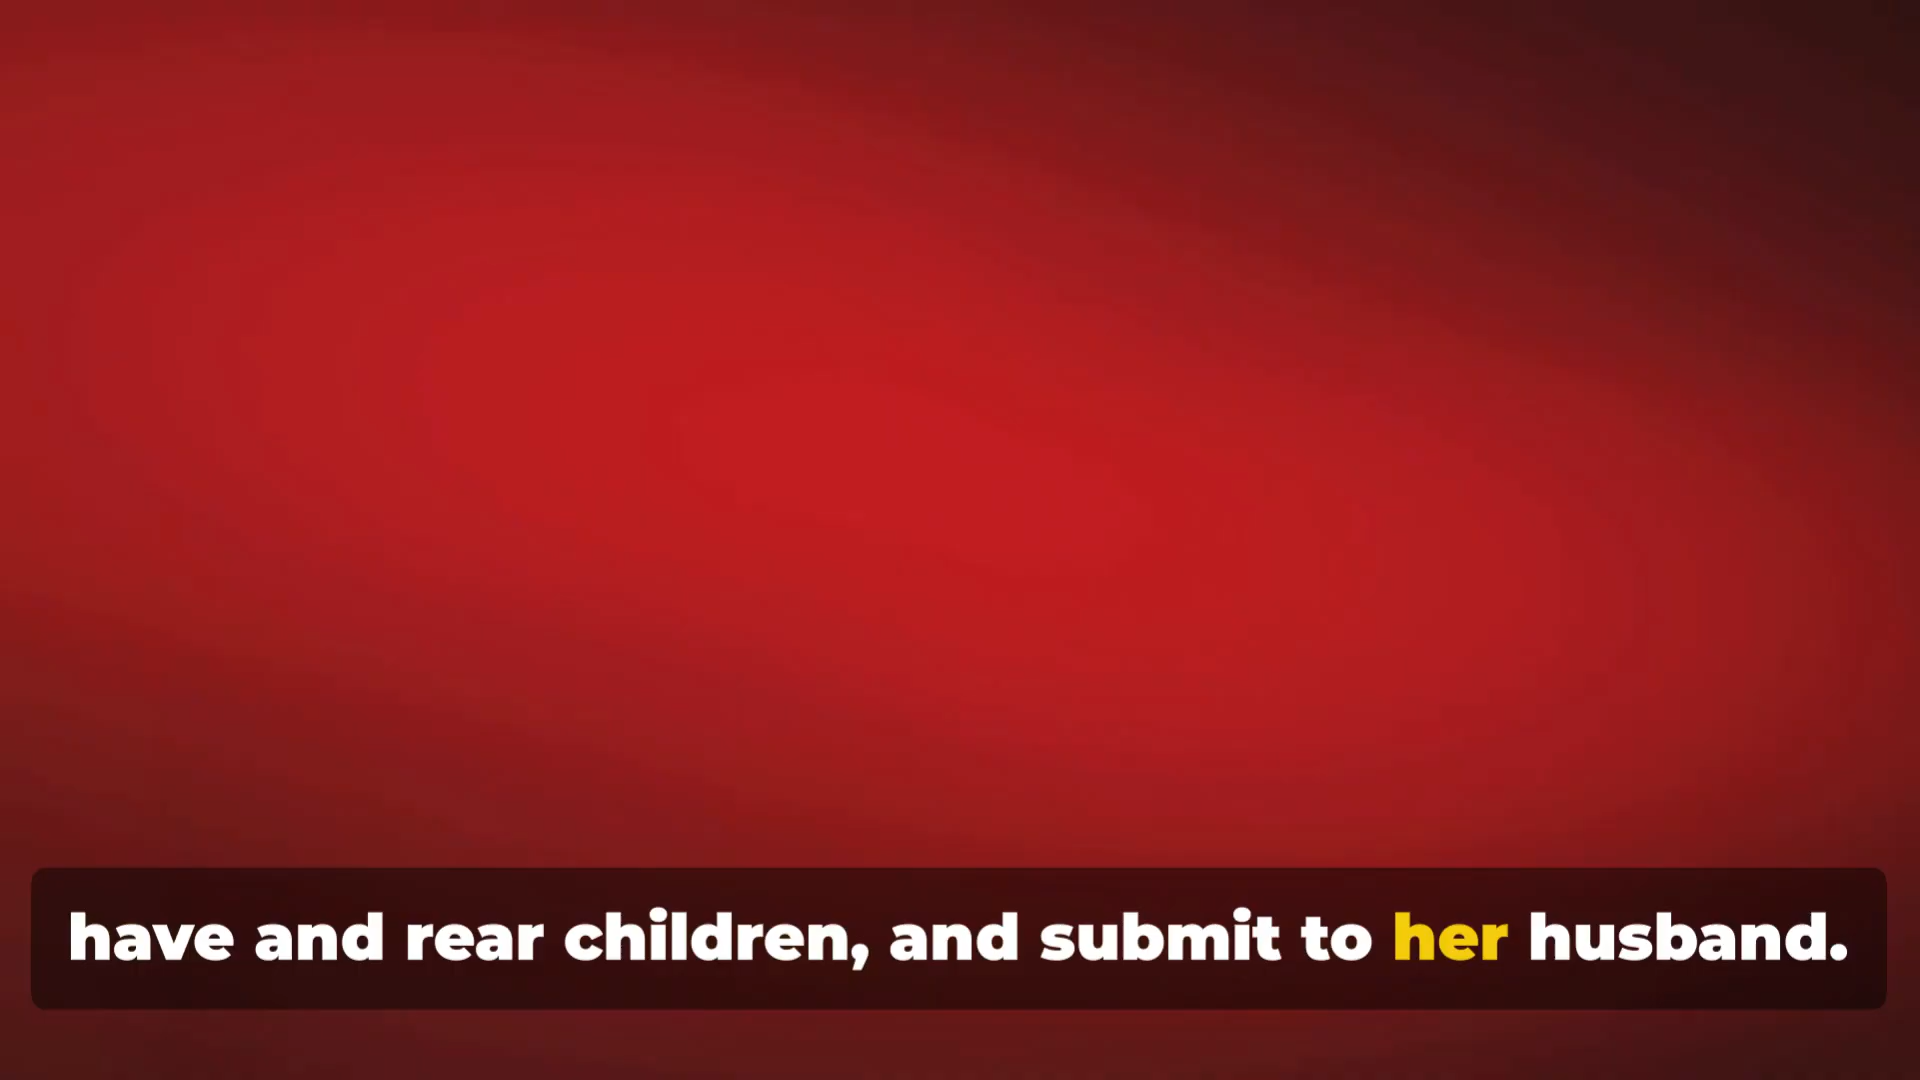 have and rear children, and submit to her husband.